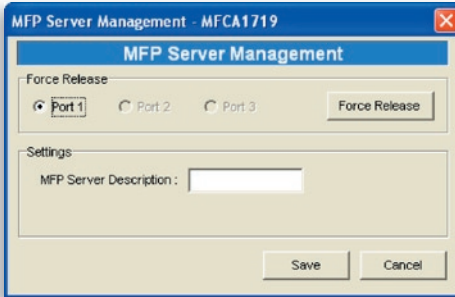 MFP Server Management - MFCA1719
MFP Server Management
Force Release
Port 1 Port 2 Port 3 Force Release
Settings
MFP Server Description :
Save Cancel